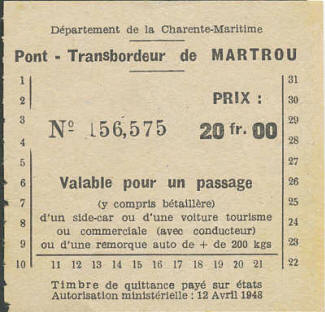 Département de la Charente-Maritime
Pont - Transbordeur de MARTROU
1 31
2 PRIX : 30
3 29
Nº 156,575 20 fr. 00
4 28
5 27
6 Valable pour un passage 26
7 (y compris bétaillère) 25
8 d'un side-car ou d'une voiture tourisme 24
9 ou commerciale (avec conducteur) 23
ou d'une remorque auto de + de 200 kgs
10 11 12 13 14 15 16 17 18 19 20 21 22
Timbre de quittance payé sur états
Autorisation ministérielle : 12 Avril 1948